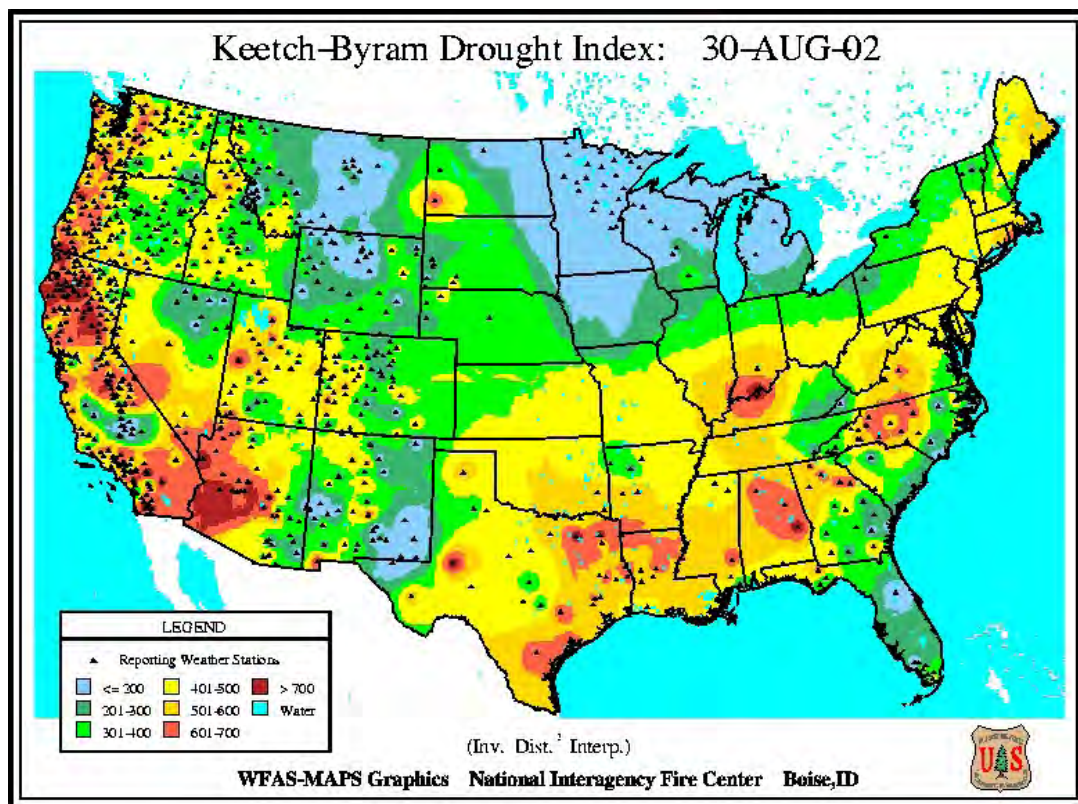 Keetch-Byram Drought Index: 30-AUG-02
LEGEND
Reporting Weather Stations
<= 200 401-500 > 700
201-300 501-600 Water
301-400 601-700
(Inv. Dist.² Interp.)
US
WFAS-MAPS Graphics National Interagency Fire Center Boise,ID